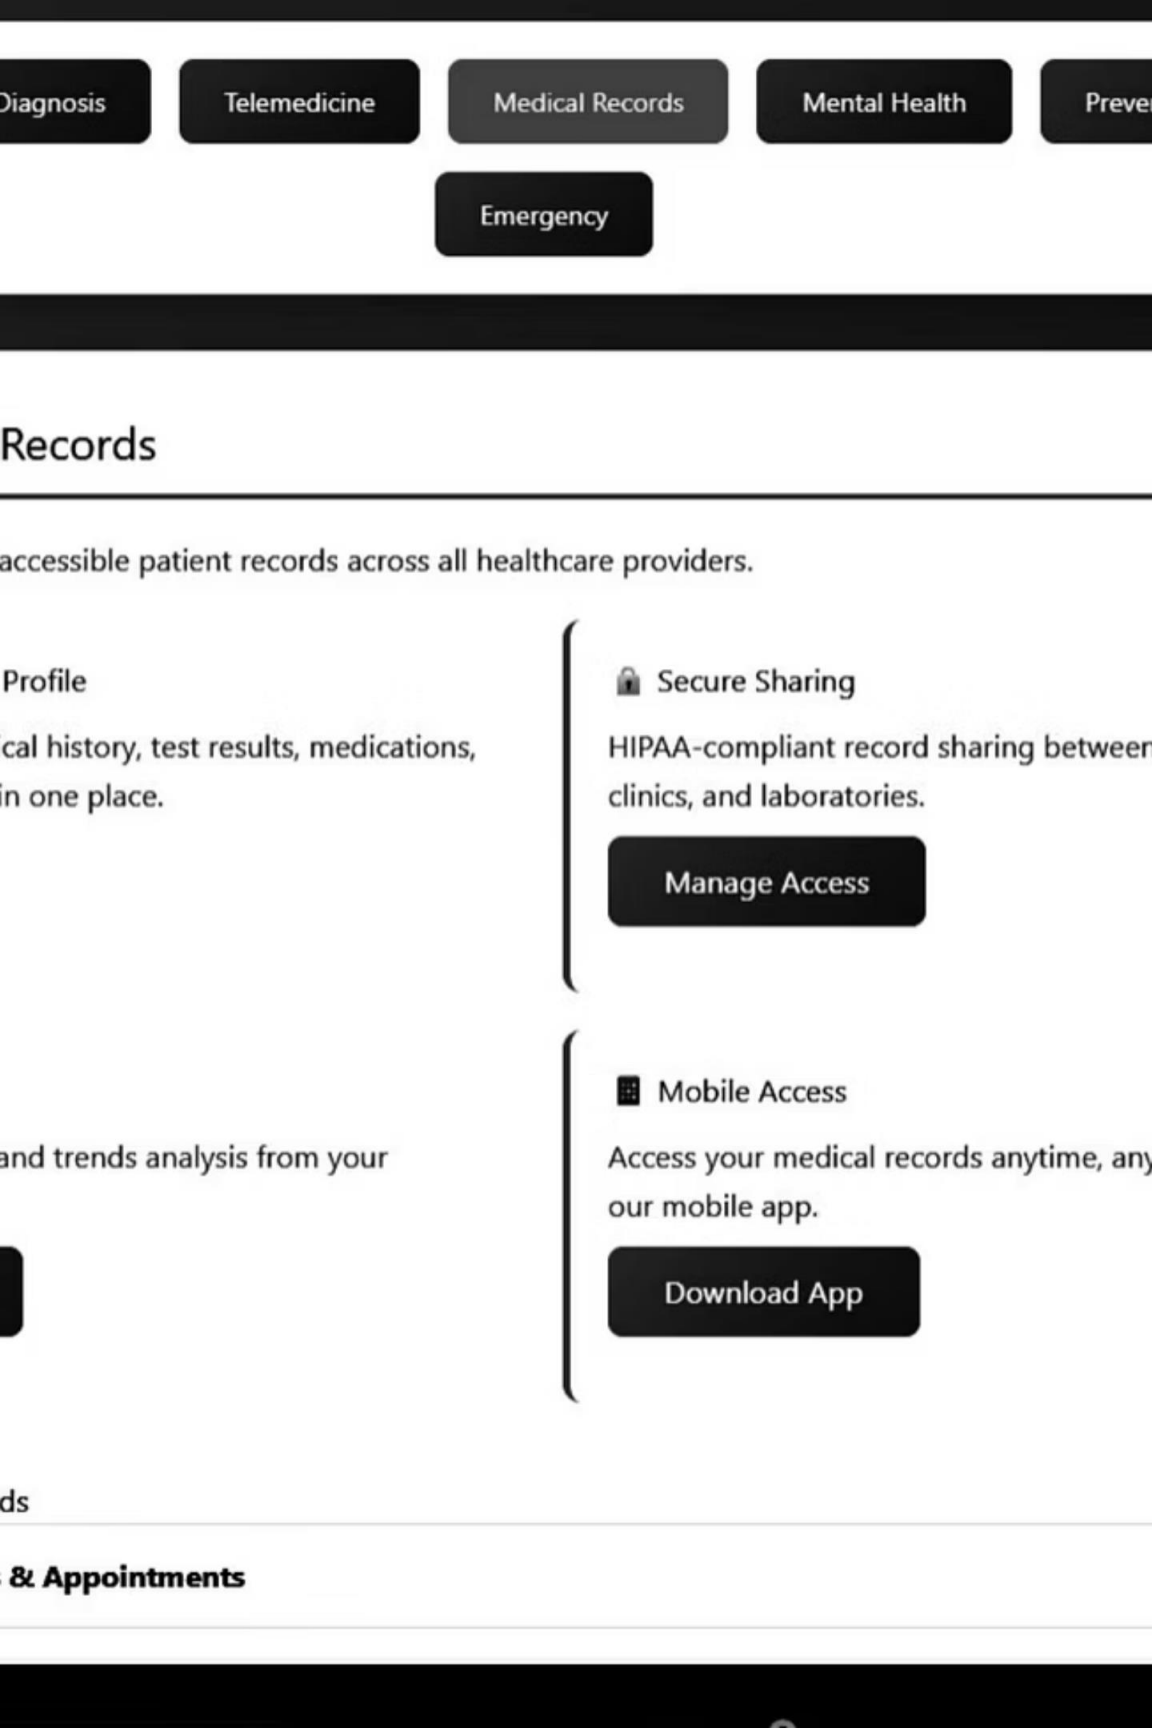 Diagnosis
Telemedicine
Medical Records
Mental Health
Preve
Emergency
Records
accessible patient records across all healthcare providers.
Profile
cal history, test results, medications,
in one place.
Secure Sharing
HIPAA-compliant record sharing between
clinics, and laboratories.
Manage Access
and trends analysis from your
Mobile Access
Access your medical records anytime, any
our mobile app.
Download App
ds
& Appointments